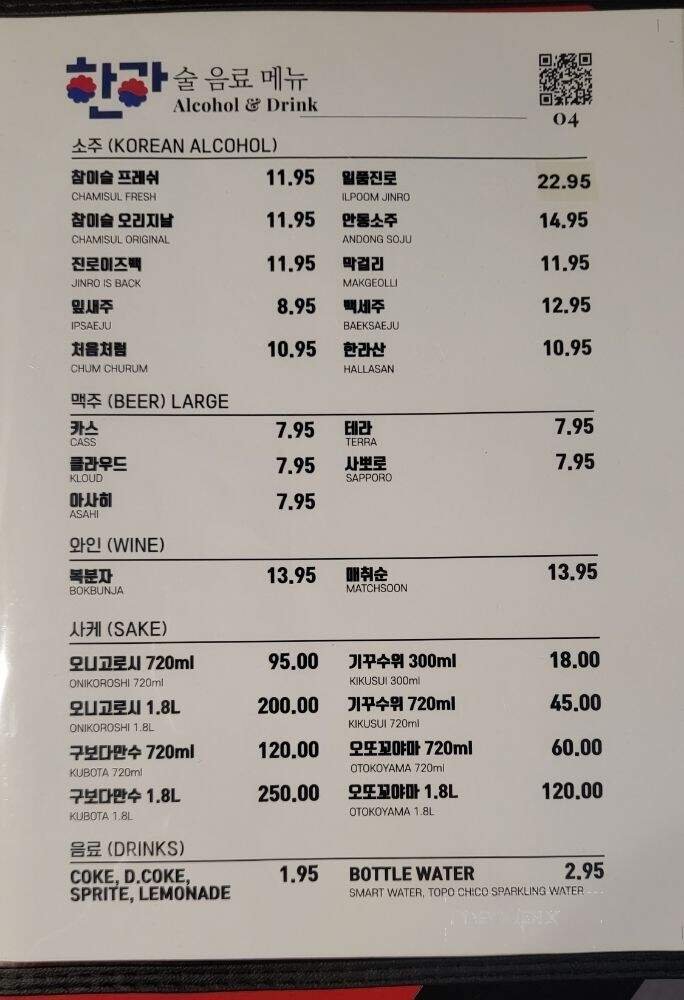 한라 술 음료 메뉴
Alcohol & Drink
04
소주 (KOREAN ALCOHOL)
참이슬 프레쉬 11.95 일품진로 22.95
CHAMISUL FRESH ILPOOM JINRO
참이슬 오리지날 11.95 안동소주 14.95
CHAMISUL ORIGINAL ANDONG SOJU
진로이즈백 11.95 막걸리 11.95
JINRO IS BACK MAKGEOLLI
잎새주 8.95 백세주 12.95
IPSAEJU BAEKSAEJU
처음처럼 10.95 한라산 10.95
CHUM CHURUM HALLASAN
맥주 (BEER) LARGE
카스 7.95 테라 7.95
CASS TERRA
클라우드 7.95 사뽀로 7.95
KLOUD SAPPORO
아사히 7.95
ASAHI
와인 (WINE)
복분자 13.95 매취순 13.95
BOKBUNJA MATCHSOON
사케 (SAKE)
오니고로시 720ml 95.00 기꾸수위 300ml 18.00
ONIKOROSHI 720ml KIKUSUI 300ml
오니고로시 1.8L 200.00 기꾸수위 720ml 45.00
ONIKOROSHI 1.8L KIKUSUI 720ml
구보다만수 720ml 120.00 오또꼬야마 720ml 60.00
KUBOTA 720ml OTOKOYAMA 720ml
구보다만수 1.8L 250.00 오또꼬야마 1.8L 120.00
KUBOTA 1.8L OTOKOYAMA 1.8L
음료 (DRINKS)
COKE, D.COKE, 1.95 BOTTLE WATER 2.95
SPRITE, LEMONADE SMART WATER, TOPO CHICO SPARKLING WATER